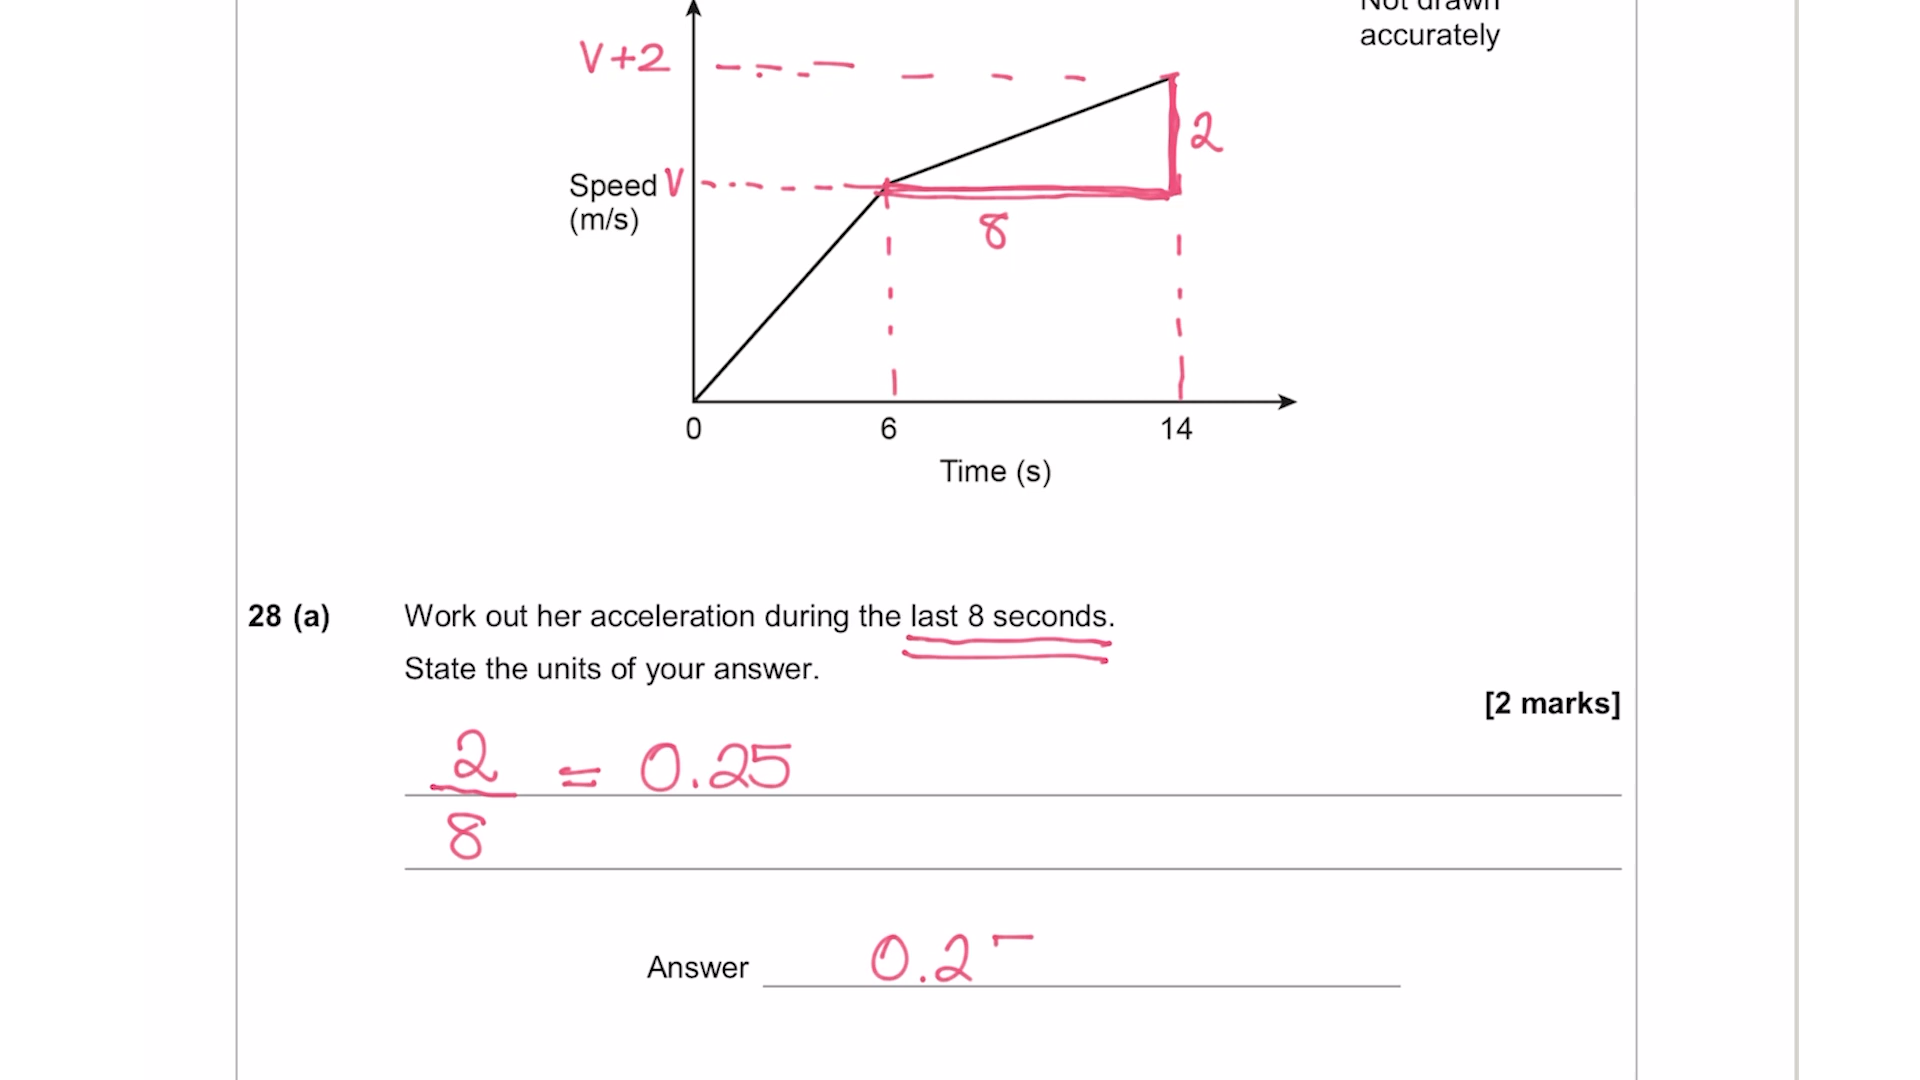 Not drawn
accurately
V+2
2
Speed V
(m/s)
8
0 6 14
Time (s)
28 (a) Work out her acceleration during the last 8 seconds.
State the units of your answer.
[2 marks]
2
= 0.25
8
Answer 0.2